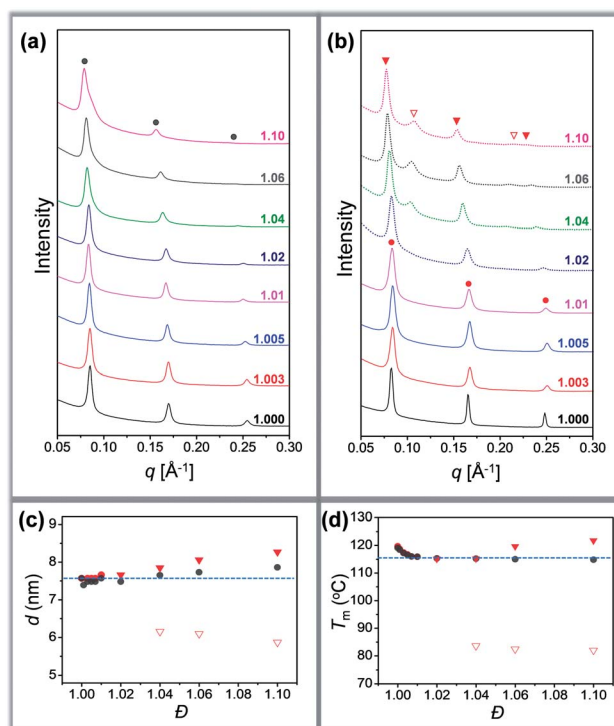 (a)
Intensity
1.10
1.06
1.04
1.02
1.01
1.005
1.003
1.000
0.05 0.10 0.15 0.20 0.25 0.30
q [Å⁻¹]
(b)
Intensity
1.10
1.06
1.04
1.02
1.01
1.005
1.003
1.000
0.05 0.10 0.15 0.20 0.25 0.30
q [Å⁻¹]
(c)
d (nm)
9
8
7
6
5
1.00 1.02 1.04 1.06 1.08 1.10
Đ
(d)
Tm (°C)
130
120
110
100
90
80
70
1.00 1.02 1.04 1.06 1.08 1.10
Đ